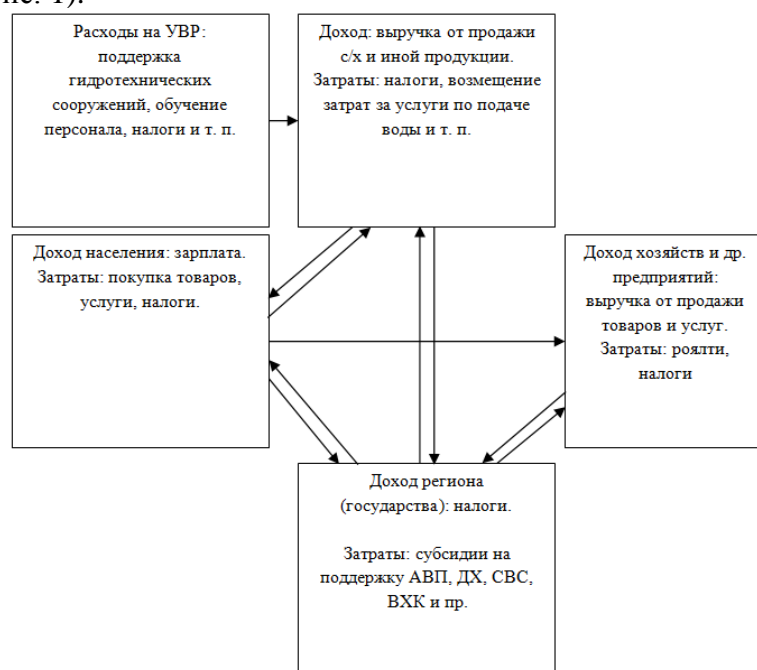 ис. 1).
Расходы на УВР:
поддержка
гидротехнических
сооружений, обучение
персонала, налоги и т. п.
Доход: выручка от продажи
с/х и иной продукции.
Затраты: налоги, возмещение
затрат за услуги по подаче
воды и т. п.
Доход населения: зарплата.
Затраты: покупка товаров,
услуги, налоги.
Доход хозяйств и др.
предприятий:
выручка от продажи
товаров и услуг.
Затраты: роялти,
налоги
Доход региона
(государства): налоги.
Затраты: субсидии на
поддержку АВП, ДХ, СВС,
ВХК и пр.